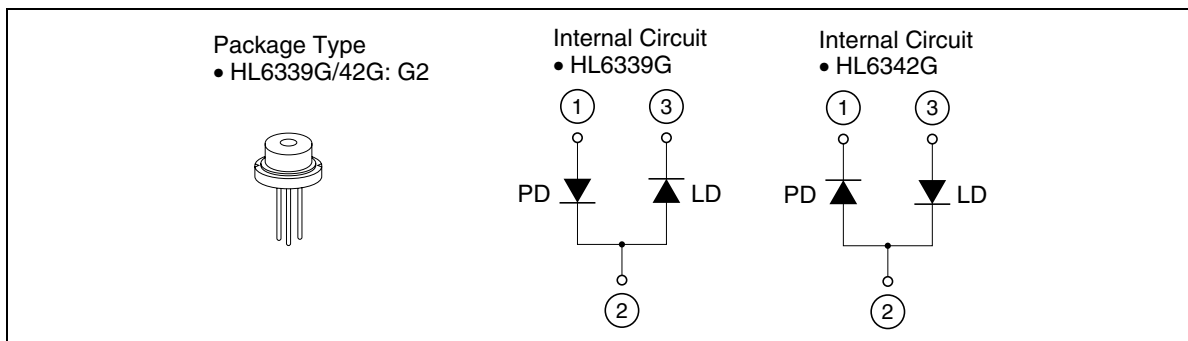 Package Type
• HL6339G/42G: G2
Internal Circuit
• HL6339G
1 3
PD LD
2
Internal Circuit
• HL6342G
1 3
PD LD
2